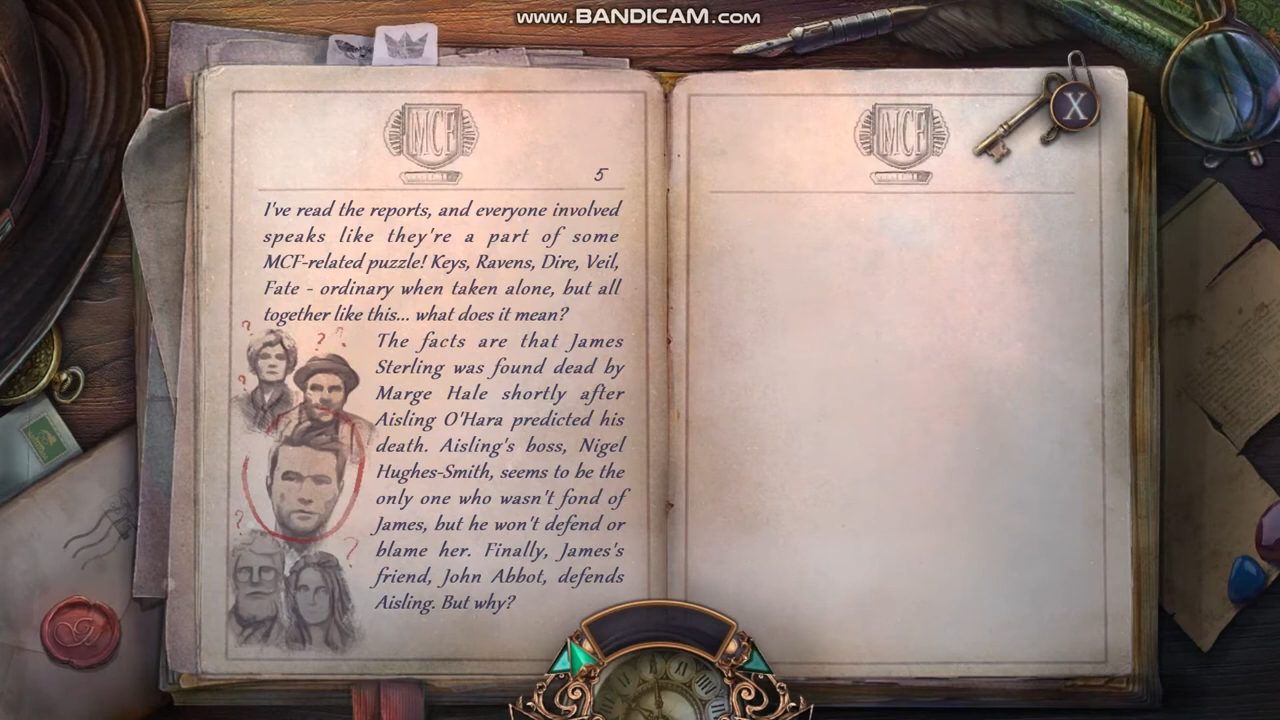 www.BANDICAM.com
MCF
MCF
X
5
I've read the reports, and everyone involved
speaks like they're a part of some
MCF-related puzzle! Keys, Ravens, Dire, Veil,
Fate - ordinary when taken alone, but all
together like this... what does it mean?
The facts are that James
Sterling was found dead by
Marge Hale shortly after
Aisling O'Hara predicted his
death. Aisling's boss, Nigel
Hughes-Smith, seems to be the
only one who wasn't fond of
James, but he won't defend or
blame her. Finally, James's
friend, John Abbot, defends
Aisling. But why?